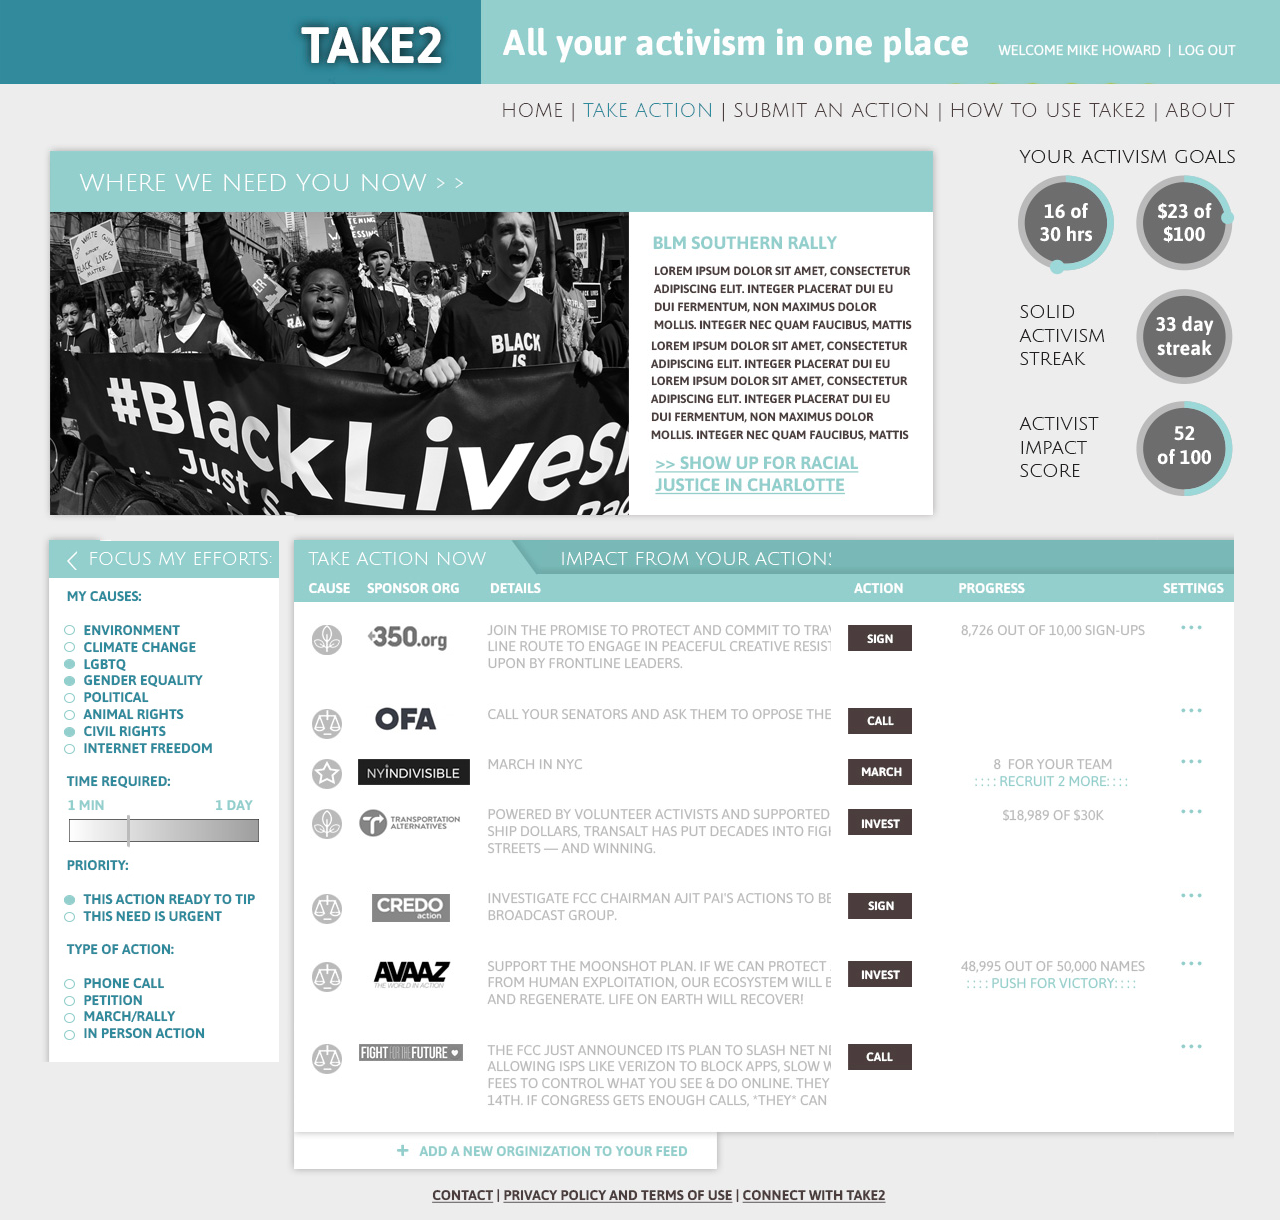 TAKE2
All your activism in one place
WELCOME MIKE HOWARD | LOG OUT
HOME | TAKE ACTION | SUBMIT AN ACTION | HOW TO USE TAKE2 | ABOUT
WHERE WE NEED YOU NOW > >
BLACK LIVES
MATTER
BLACK
IS
#BlackLives
Just
BLM SOUTHERN RALLY
LOREM IPSUM DOLOR SIT AMET, CONSECTETUR
ADIPISCING ELIT. INTEGER PLACERAT DUI EU
DUI FERMENTUM, NON MAXIMUS DOLOR
MOLLIS. INTEGER NEC QUAM FAUCIBUS, MATTIS
LOREM IPSUM DOLOR SIT AMET, CONSECTETUR
ADIPISCING ELIT. INTEGER PLACERAT DUI EU
LOREM IPSUM DOLOR SIT AMET, CONSECTETUR
ADIPISCING ELIT. INTEGER PLACERAT DUI EU
DUI FERMENTUM, NON MAXIMUS DOLOR
MOLLIS. INTEGER NEC QUAM FAUCIBUS, MATTIS
>> SHOW UP FOR RACIAL
JUSTICE IN CHARLOTTE
YOUR ACTIVISM GOALS
16 of
30 hrs
$23 of
$100
SOLID
ACTIVISM
STREAK
33 day
streak
ACTIVIST
IMPACT
SCORE
52
of 100
FOCUS MY EFFORTS:
MY CAUSES:
ENVIRONMENT
CLIMATE CHANGE
LGBTQ
GENDER EQUALITY
POLITICAL
ANIMAL RIGHTS
CIVIL RIGHTS
INTERNET FREEDOM
TIME REQUIRED:
1 MIN 1 DAY
PRIORITY:
THIS ACTION READY TO TIP
THIS NEED IS URGENT
TYPE OF ACTION:
PHONE CALL
PETITION
MARCH/RALLY
IN PERSON ACTION
TAKE ACTION NOW
IMPACT FROM YOUR ACTIONS
CAUSE SPONSOR ORG DETAILS ACTION PROGRESS SETTINGS
350.org
JOIN THE PROMISE TO PROTECT AND COMMIT TO TRAV
LINE ROUTE TO ENGAGE IN PEACEFUL CREATIVE RESIST
UPON BY FRONTLINE LEADERS.
SIGN
8,726 OUT OF 10,00 SIGN-UPS
OFA
CALL YOUR SENATORS AND ASK THEM TO OPPOSE THE
CALL
NYINDIVISIBLE
MARCH IN NYC
MARCH
8 FOR YOUR TEAM
:::: RECRUIT 2 MORE::::
TRANSPORTATION
ALTERNATIVES
POWERED BY VOLUNTEER ACTIVISTS AND SUPPORTED
SHIP DOLLARS, TRANSALT HAS PUT DECADES INTO FIGH
STREETS — AND WINNING.
INVEST
$18,989 OF $30K
CREDO
action
INVESTIGATE FCC CHAIRMAN AJIT PAI'S ACTIONS TO BE
BROADCAST GROUP.
SIGN
AVAAZ
THE WORLD IN ACTION
SUPPORT THE MOONSHOT PLAN. IF WE CAN PROTECT
FROM HUMAN EXPLOITATION, OUR ECOSYSTEM WILL B
AND REGENERATE. LIFE ON EARTH WILL RECOVER!
INVEST
48,995 OUT OF 50,000 NAMES
:::: PUSH FOR VICTORY::::
FIGHT FOR THE FUTURE
THE FCC JUST ANNOUNCED ITS PLAN TO SLASH NET NE
ALLOWING ISPS LIKE VERIZON TO BLOCK APPS, SLOW W
FEES TO CONTROL WHAT YOU SEE & DO ONLINE. THEY
14TH. IF CONGRESS GETS ENOUGH CALLS, *THEY* CAN
CALL
+ ADD A NEW ORGINIZATION TO YOUR FEED
CONTACT | PRIVACY POLICY AND TERMS OF USE | CONNECT WITH TAKE2